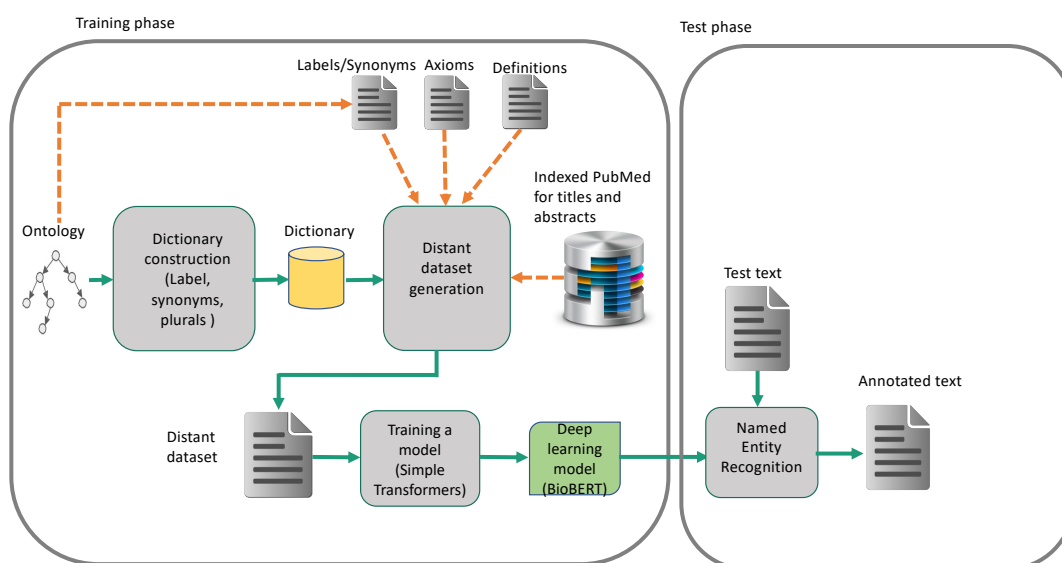 Training phase
Test phase
Labels/Synonyms
Axioms
Definitions
Indexed PubMed
for titles and
abstracts
Ontology
Dictionary
construction
(Label,
synonyms,
plurals )
Dictionary
Distant
dataset
generation
Test text
Annotated text
Distant
dataset
Training a
model
(Simple
Transformers)
Deep
learning
model
(BioBERT)
Named
Entity
Recognition